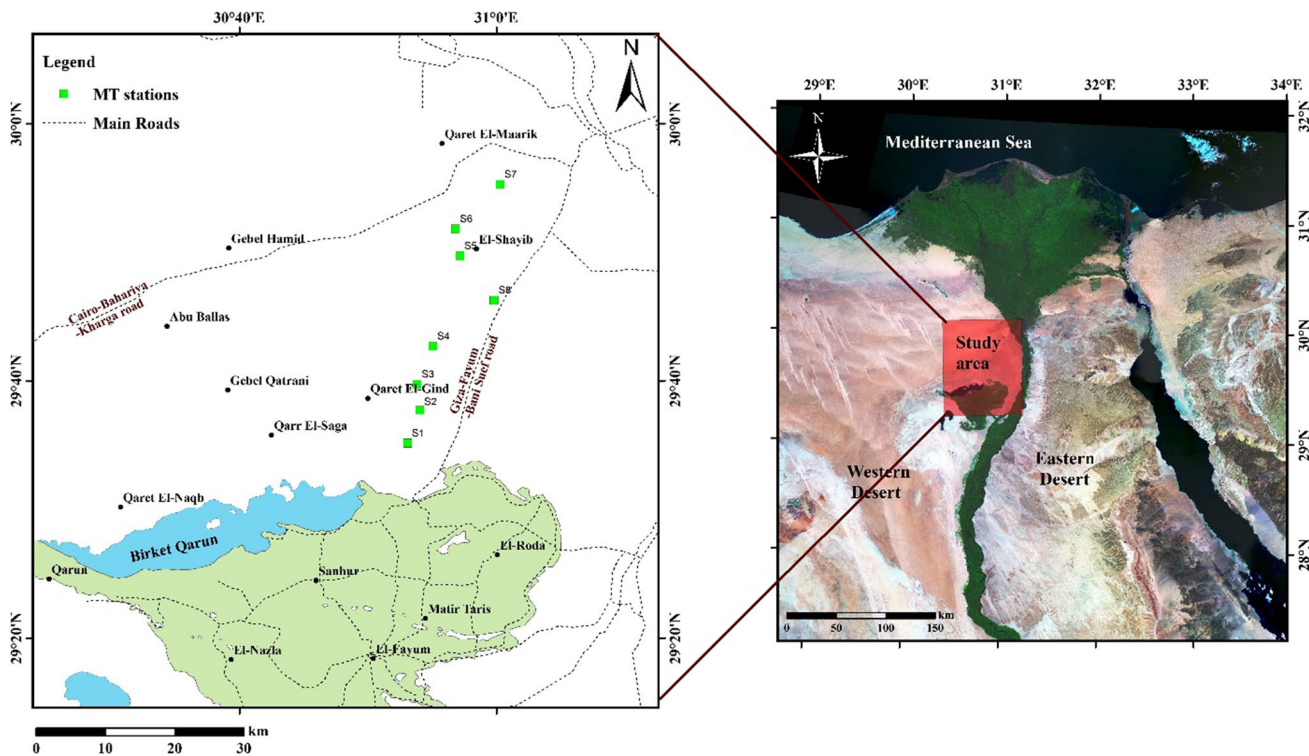 30°40'E
31°0'E
Legend
MT stations
Main Roads
N
30°0'N
30°0'N
Qaret El-Maarik
S7
S6
El-Shayib
S5
Gebel Hamid
S8
Cairo-Bahariya
-Kharga road
Abu Ballas
S4
Giza-Fayum
Bani Suef road
29°40'N
29°40'N
S3
Gebel Qatrani
Qaret El-Gind
S2
Qarr El-Saga
S1
Qaret El-Naqb
Birket Qarun
El-Roda
Qarun
Sanhur
Matir Taris
29°20'N
29°20'N
El-Nazla
El-Fayum
0 10 20 30 km
29°E
30°E
31°E
32°E
33°E
34°E
32°N
N
Mediterranean Sea
31°N
30°N
Study
area
29°N
Western
Desert
Eastern
Desert
28°N
0 50 100 150
km